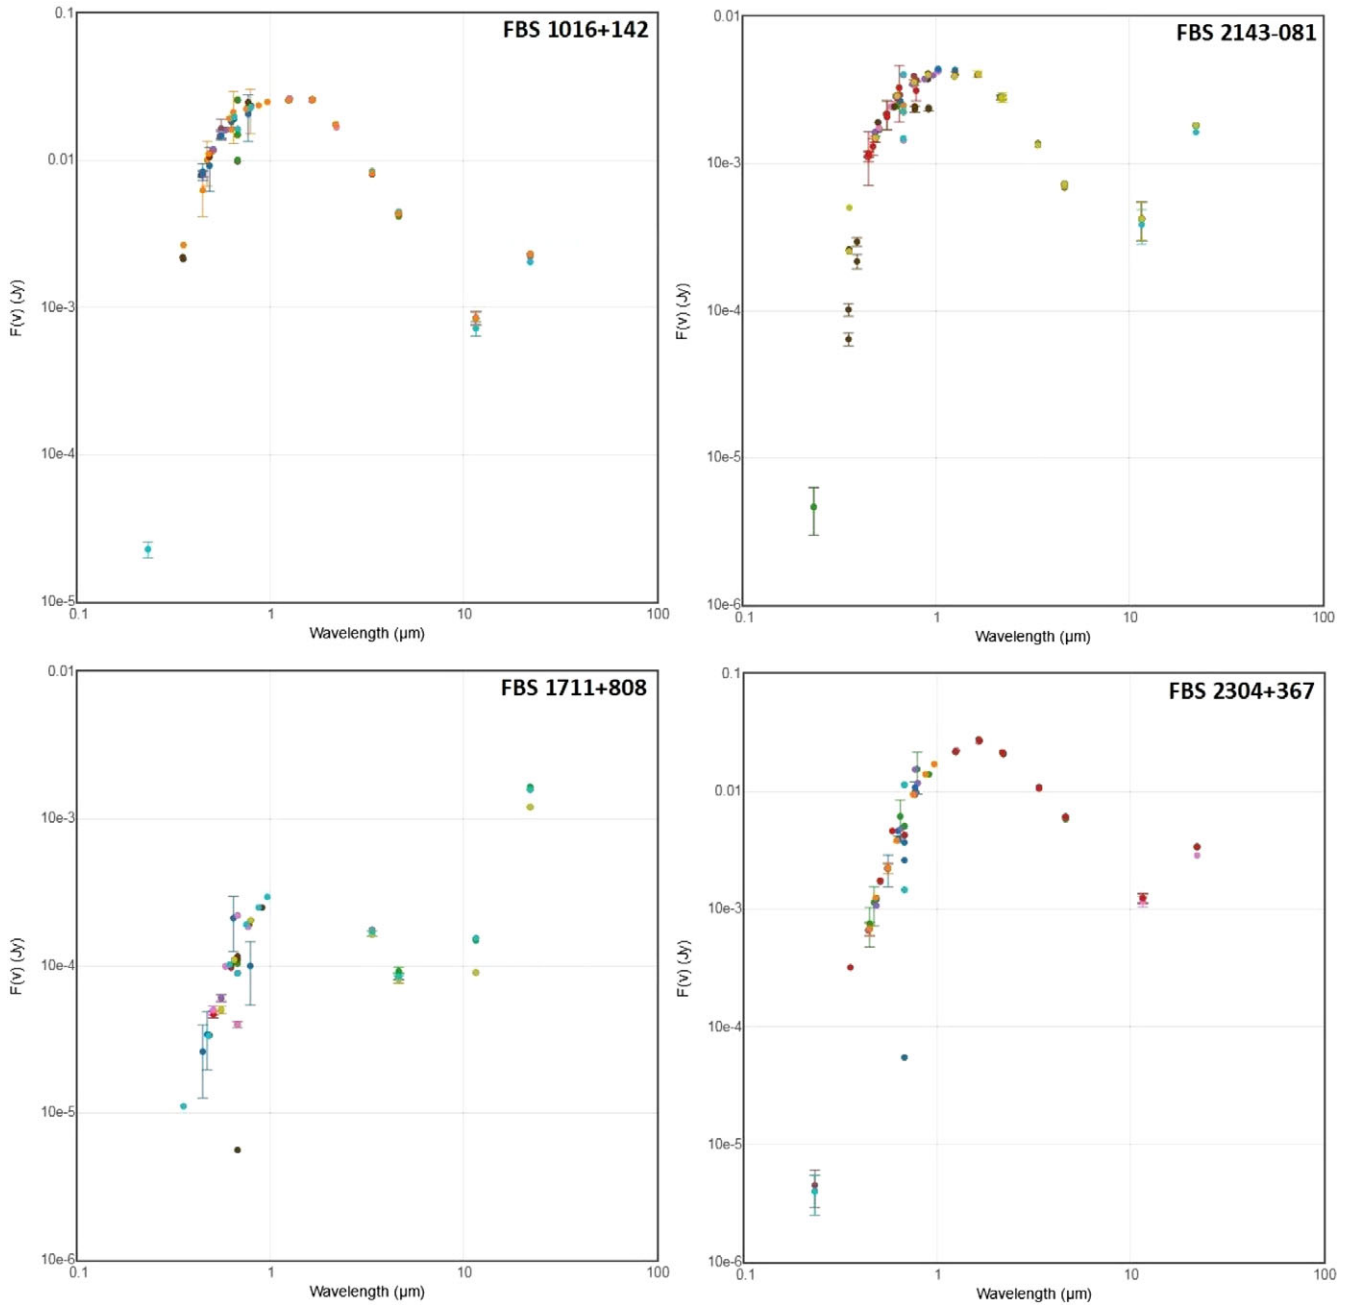 FBS 1016+142
0.1
0.01
10e-3
10e-4
10e-5
F(ν) (Jy)
0.1 1 10 100
Wavelength (μm)
FBS 2143-081
0.01
10e-3
10e-4
10e-5
10e-6
F(ν) (Jy)
0.1 1 10 100
Wavelength (μm)
FBS 1711+808
0.01
10e-3
10e-4
10e-5
10e-6
F(ν) (Jy)
0.1 1 10 100
Wavelength (μm)
FBS 2304+367
0.1
0.01
10e-3
10e-4
10e-5
10e-6
F(ν) (Jy)
0.1 1 10 100
Wavelength (μm)